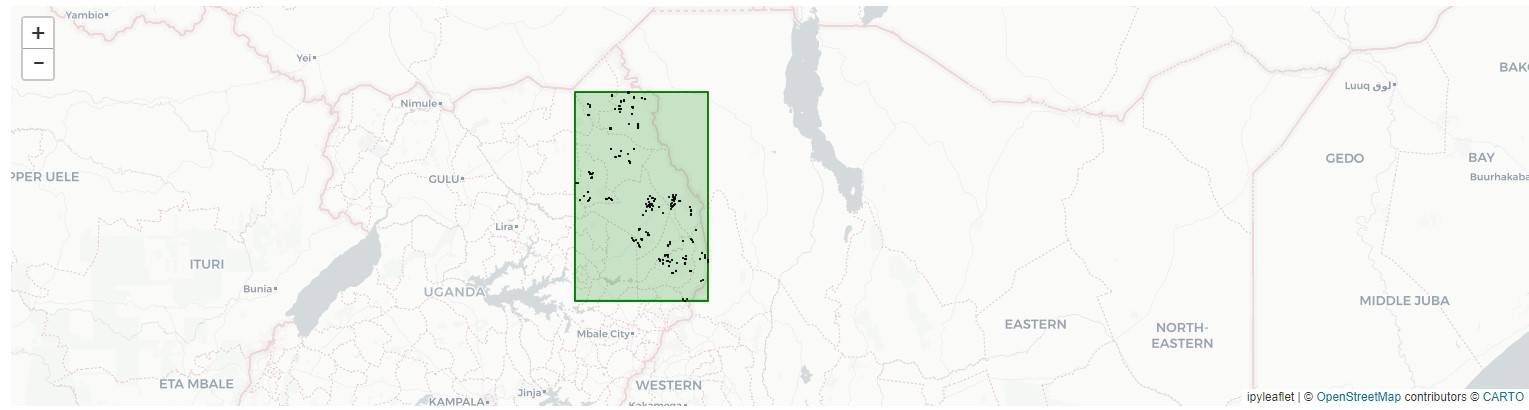 Yambio
+
−
Yei
BAKO
Nimule
لوق Luuq
GEDO
BAY
PPER UELE
GULU
Buurhakaba
Lira
ITURI
Bunia
UGANDA
MIDDLE JUBA
EASTERN
NORTH-
EASTERN
Mbale City
ETA MBALE
WESTERN
Jinja
KAMPALA
Kakamega
ipyleaflet | © OpenStreetMap contributors © CARTO